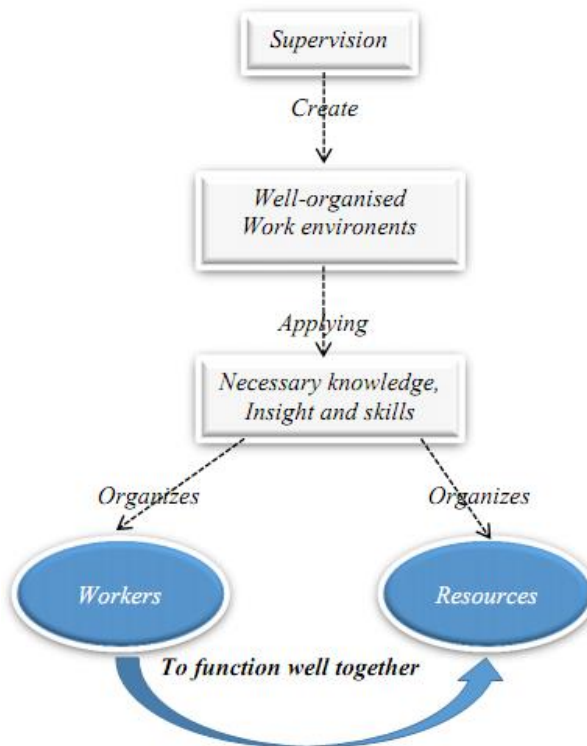 Supervision
Create
Well-organised
Work environents
Applying
Necessary knowledge,
Insight and skills
Organizes
Organizes
Workers
Resources
To function well together